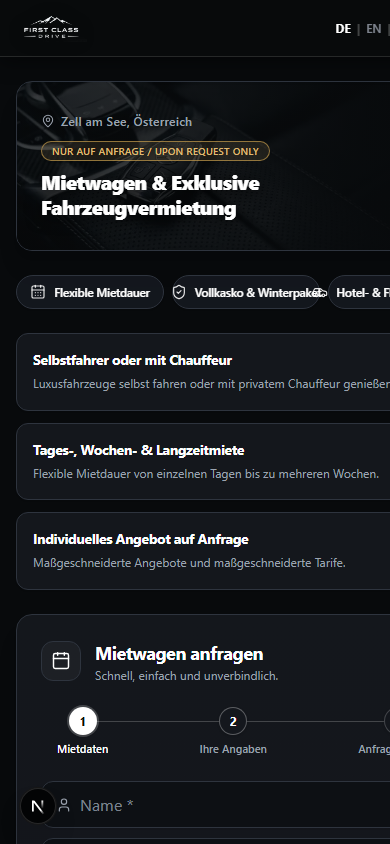 FIRST CLASS
DRIVE
DE | EN |
Zell am See, Österreich
NUR AUF ANFRAGE / UPON REQUEST ONLY
Mietwagen & Exklusive
Fahrzeugvermietung
Flexible Mietdauer
Vollkasko & Winterpaket
Hotel- & F
Selbstfahrer oder mit Chauffeur
Luxusfahrzeuge selbst fahren oder mit privatem Chauffeur genießen
Tages-, Wochen- & Langzeitmiete
Flexible Mietdauer von einzelnen Tagen bis zu mehreren Wochen.
Individuelles Angebot auf Anfrage
Maßgeschneiderte Angebote und maßgeschneiderte Tarife.
Mietwagen anfragen
Schnell, einfach und unverbindlich.
1
2
Mietdaten
Ihre Angaben
Anfrag
N
Name *